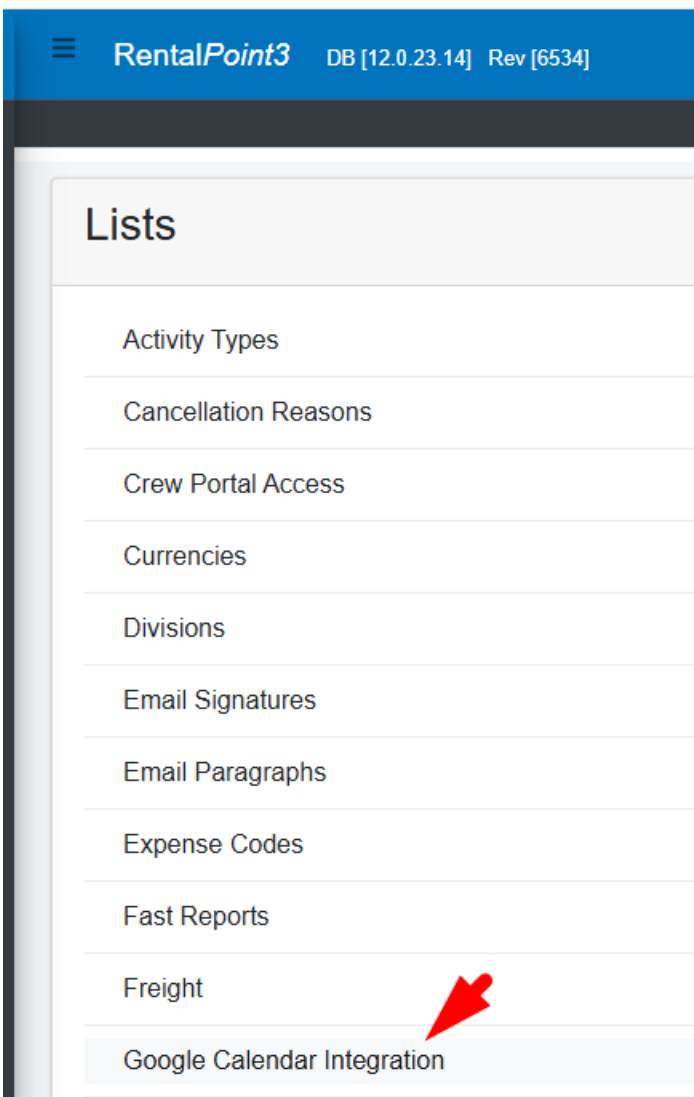 RentalPoint3 DB [12.0.23.14] Rev [6534]
Lists
Activity Types
Cancellation Reasons
Crew Portal Access
Currencies
Divisions
Email Signatures
Email Paragraphs
Expense Codes
Fast Reports
Freight
Google Calendar Integration